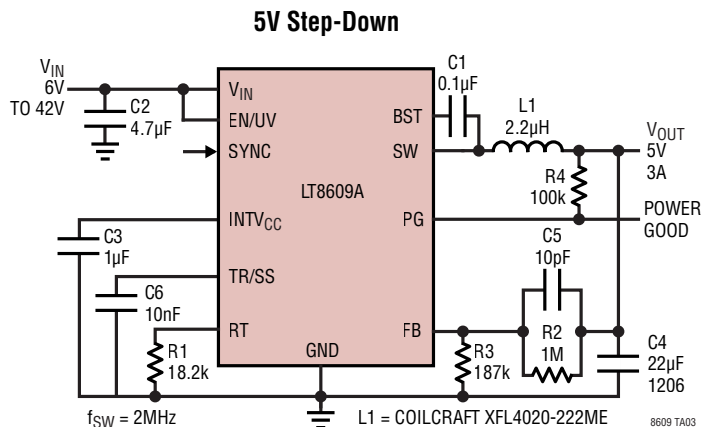 5V Step-Down
VIN
6V
TO 42V
C2
4.7µF
VIN
EN/UV
SYNC
INTVCC
TR/SS
RT
GND
LT8609A
BST
SW
PG
FB
C1
0.1µF
L1
2.2µH
VOUT
5V
3A
R4
100k
POWER
GOOD
C3
1µF
C6
10nF
R1
18.2k
C5
10pF
R2
1M
R3
187k
C4
22µF
1206
fSW = 2MHz
L1 = COILCRAFT XFL4020-222ME
8609 TA03